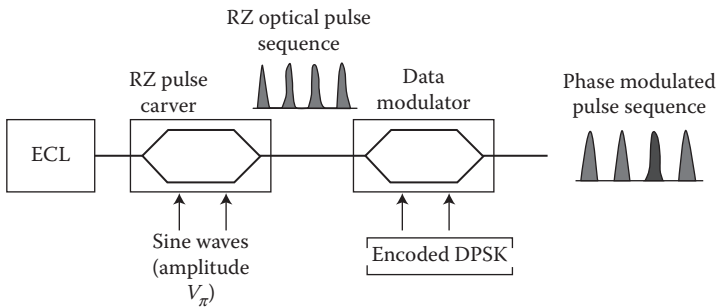 RZ optical pulse
sequence
RZ pulse
carver
Data
modulator
Phase modulated
pulse sequence
ECL
Sine waves
(amplitude
Vπ)
Encoded DPSK